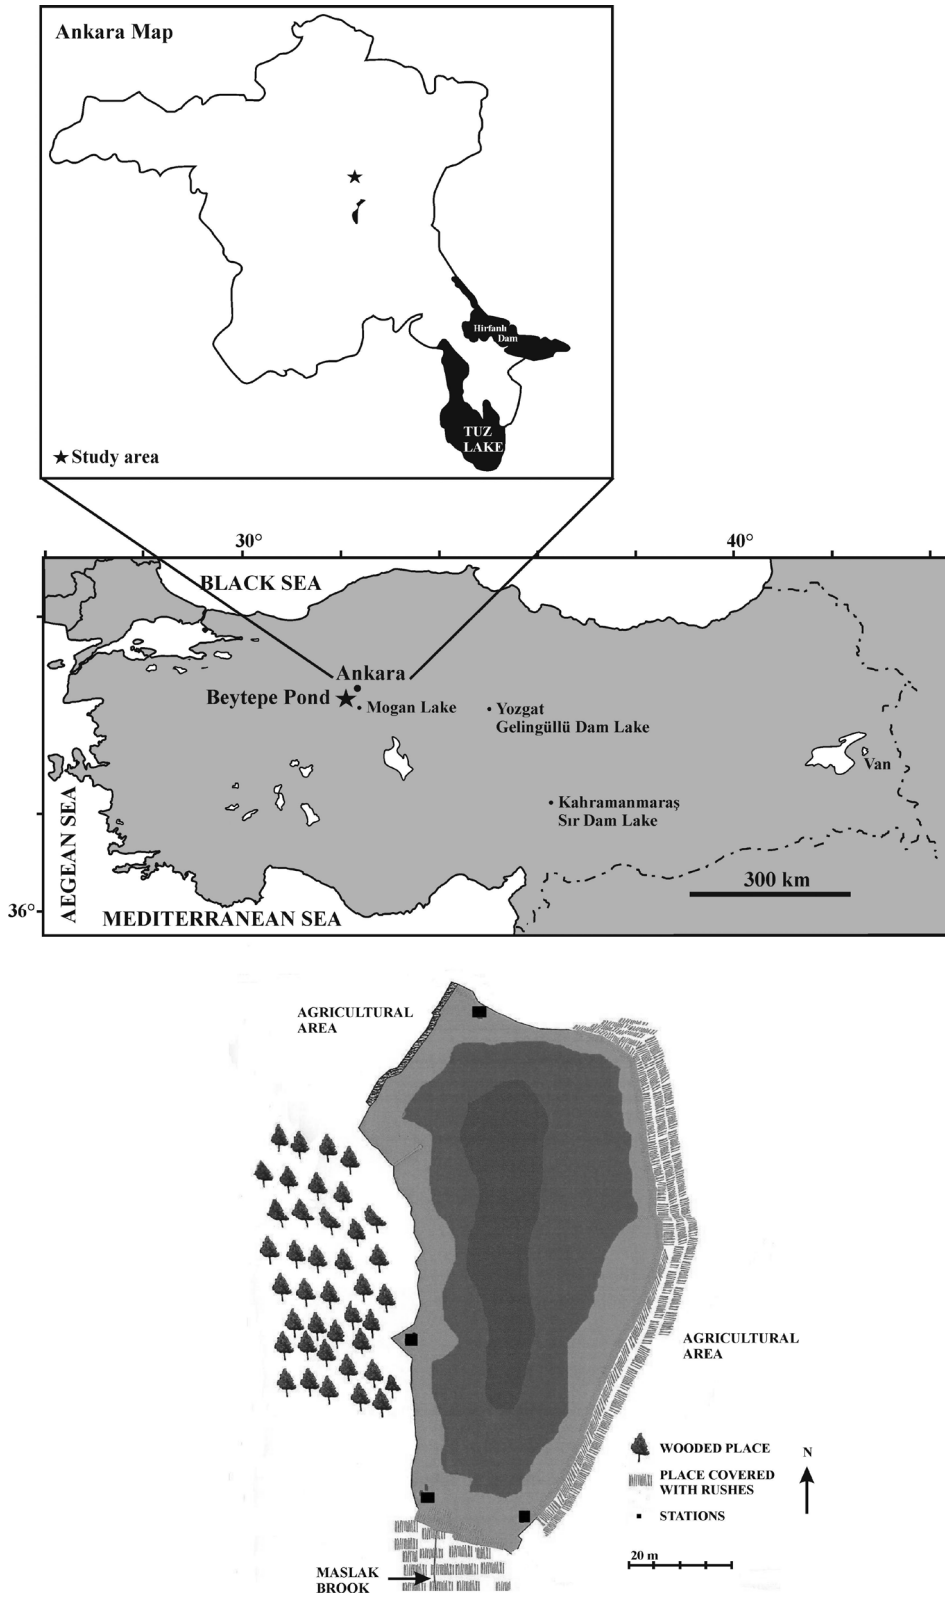 Ankara Map
Hirfanlı
Dam
TUZ
LAKE
★ Study area
30°
40°
BLACK SEA
Ankara
Beytepe Pond
Mogan Lake
Yozgat
Gelingüllü Dam Lake
Van
Kahramanmaraş
Sır Dam Lake
AEGEAN SEA
300 km
36°
MEDITERRANEAN SEA
AGRICULTURAL
AREA
AGRICULTURAL
AREA
WOODED PLACE
N
PLACE COVERED
WITH RUSHES
STATIONS
20 m
MASLAK
BROOK